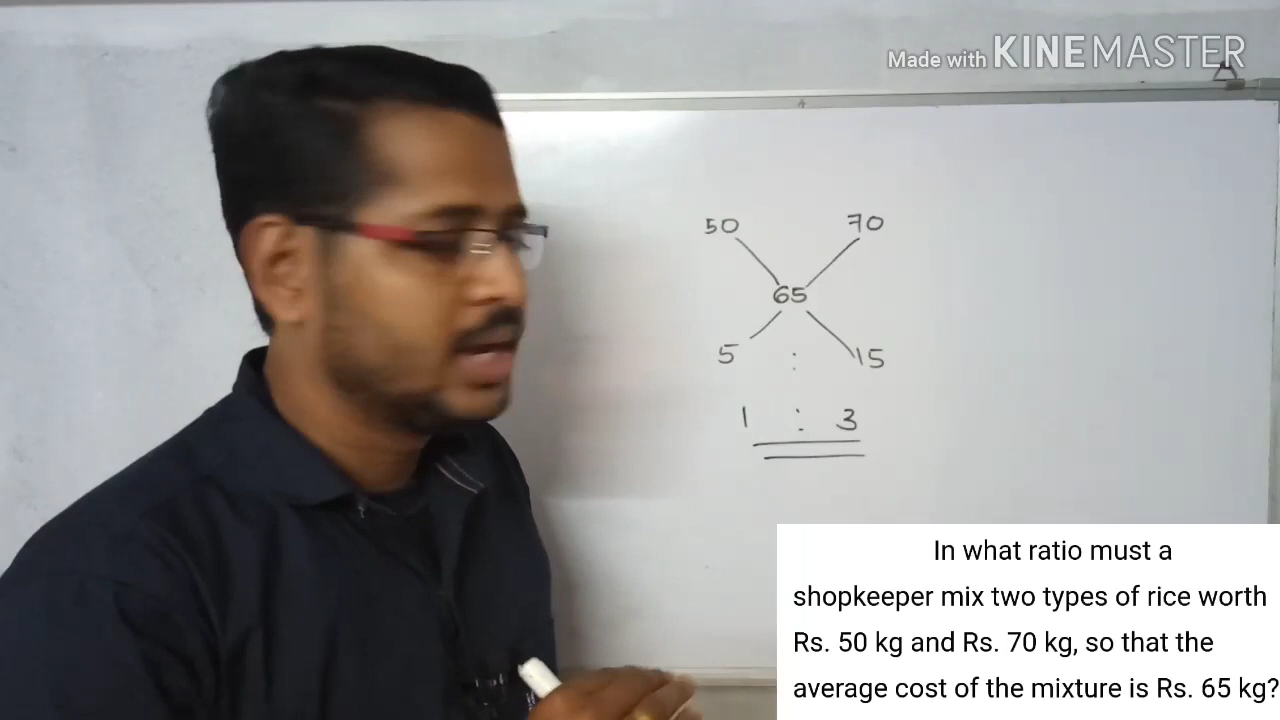 Made with KINEMASTER
50 70
65
5 : 15
1 : 3
In what ratio must a
shopkeeper mix two types of rice worth
Rs. 50 kg and Rs. 70 kg, so that the
average cost of the mixture is Rs. 65 kg?